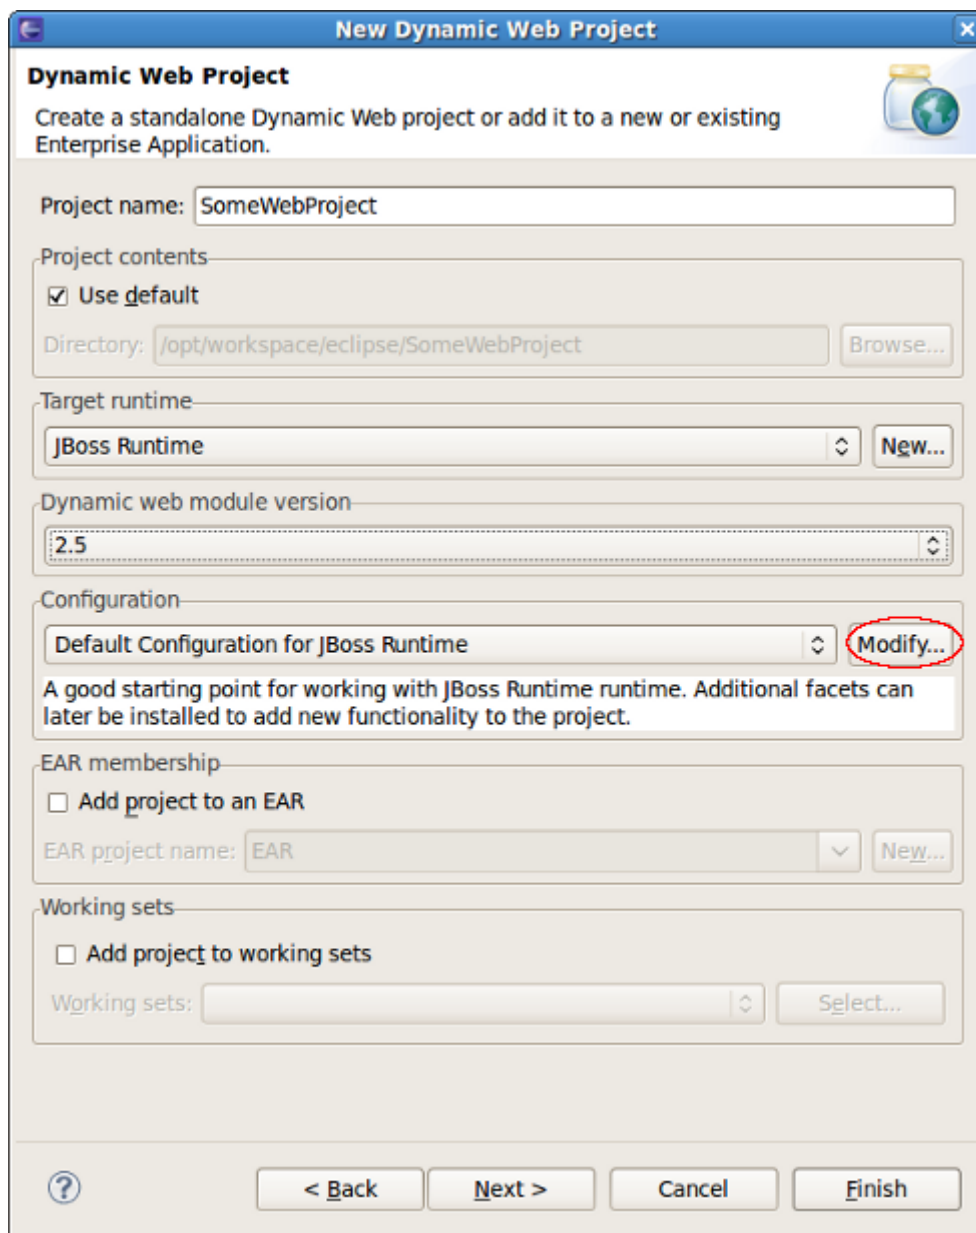 New Dynamic Web Project
Dynamic Web Project
Create a standalone Dynamic Web project or add it to a new or existing
Enterprise Application.
Project name: SomeWebProject
Project contents
Use default
Directory: /opt/workspace/eclipse/SomeWebProject Browse...
Target runtime
JBoss Runtime New...
Dynamic web module version
2.5
Configuration
Default Configuration for JBoss Runtime Modify...
A good starting point for working with JBoss Runtime runtime. Additional facets can
later be installed to add new functionality to the project.
EAR membership
Add project to an EAR
EAR project name: EAR New...
Working sets
Add project to working sets
Working sets: Select...
< Back Next > Cancel Finish